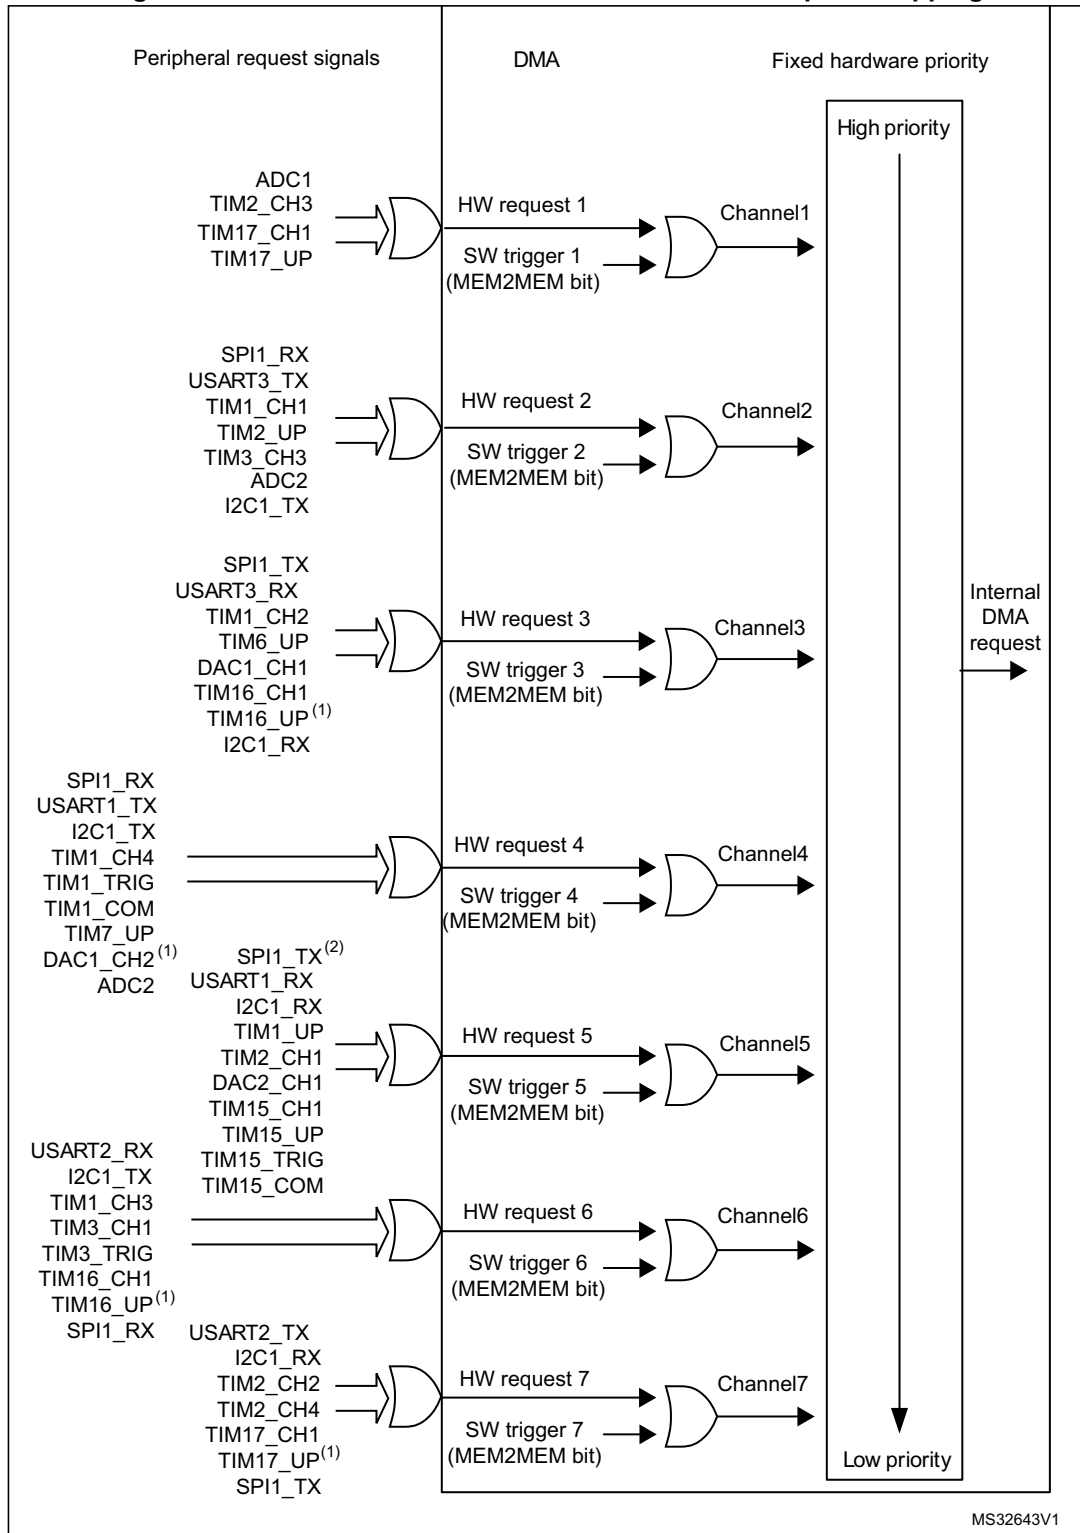 Peripheral request signals
DMA
Fixed hardware priority
High priority
ADC1
TIM2_CH3
TIM17_CH1
TIM17_UP
HW request 1
SW trigger 1
(MEM2MEM bit)
Channel1
SPI1_RX
USART3_TX
TIM1_CH1
TIM2_UP
TIM3_CH3
ADC2
I2C1_TX
HW request 2
SW trigger 2
(MEM2MEM bit)
Channel2
SPI1_TX
USART3_RX
TIM1_CH2
TIM6_UP
DAC1_CH1
TIM16_CH1
TIM16_UP(1)
I2C1_RX
HW request 3
SW trigger 3
(MEM2MEM bit)
Channel3
Internal
DMA
request
SPI1_RX
USART1_TX
I2C1_TX
TIM1_CH4
TIM1_TRIG
TIM1_COM
TIM7_UP
DAC1_CH2(1)
ADC2
HW request 4
SW trigger 4
(MEM2MEM bit)
Channel4
SPI1_TX(2)
USART1_RX
I2C1_RX
TIM1_UP
TIM2_CH1
DAC2_CH1
TIM15_CH1
TIM15_UP
TIM15_TRIG
TIM15_COM
HW request 5
SW trigger 5
(MEM2MEM bit)
Channel5
USART2_RX
I2C1_TX
TIM1_CH3
TIM3_CH1
TIM3_TRIG
TIM16_CH1
TIM16_UP(1)
SPI1_RX
HW request 6
SW trigger 6
(MEM2MEM bit)
Channel6
USART2_TX
I2C1_RX
TIM2_CH2
TIM2_CH4
TIM17_CH1
TIM17_UP(1)
SPI1_TX
HW request 7
SW trigger 7
(MEM2MEM bit)
Channel7
Low priority
MS32643V1